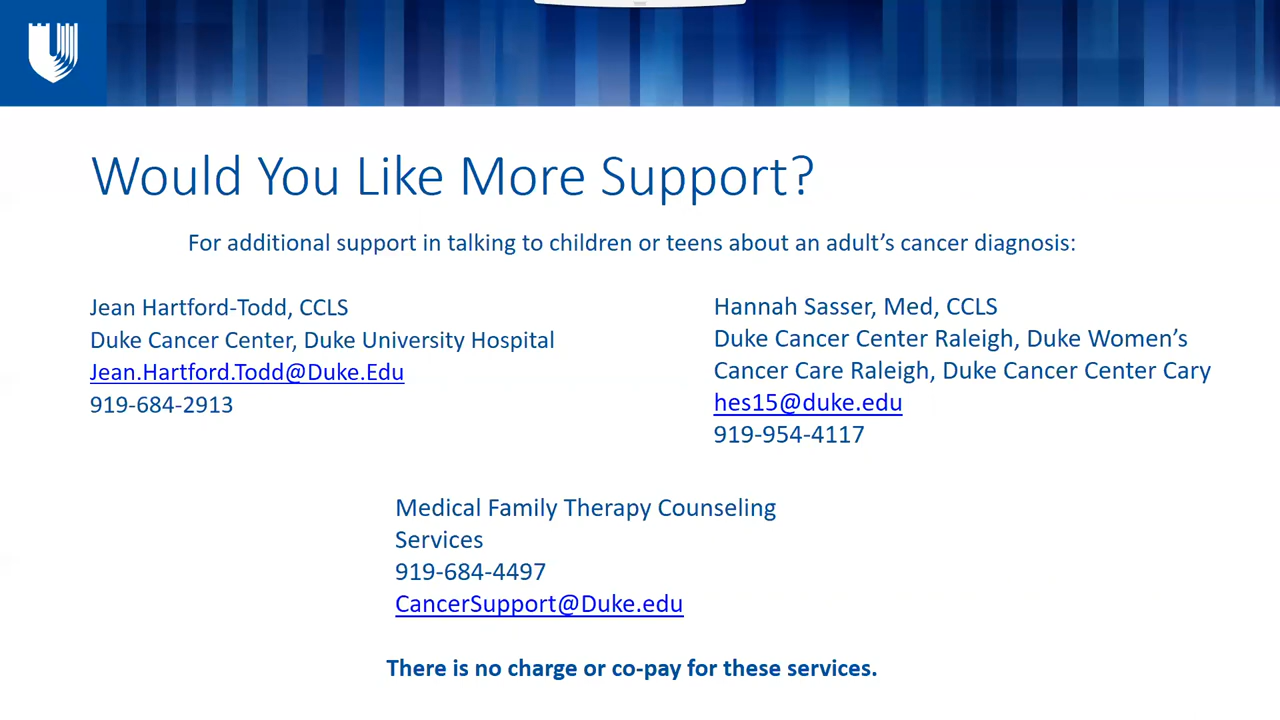 Would You Like More Support?
For additional support in talking to children or teens about an adult’s cancer diagnosis:
Jean Hartford-Todd, CCLS
Duke Cancer Center, Duke University Hospital
Jean.Hartford.Todd@Duke.Edu
919-684-2913
Hannah Sasser, Med, CCLS
Duke Cancer Center Raleigh, Duke Women’s
Cancer Care Raleigh, Duke Cancer Center Cary
hes15@duke.edu
919-954-4117
Medical Family Therapy Counseling
Services
919-684-4497
CancerSupport@Duke.edu
There is no charge or co-pay for these services.